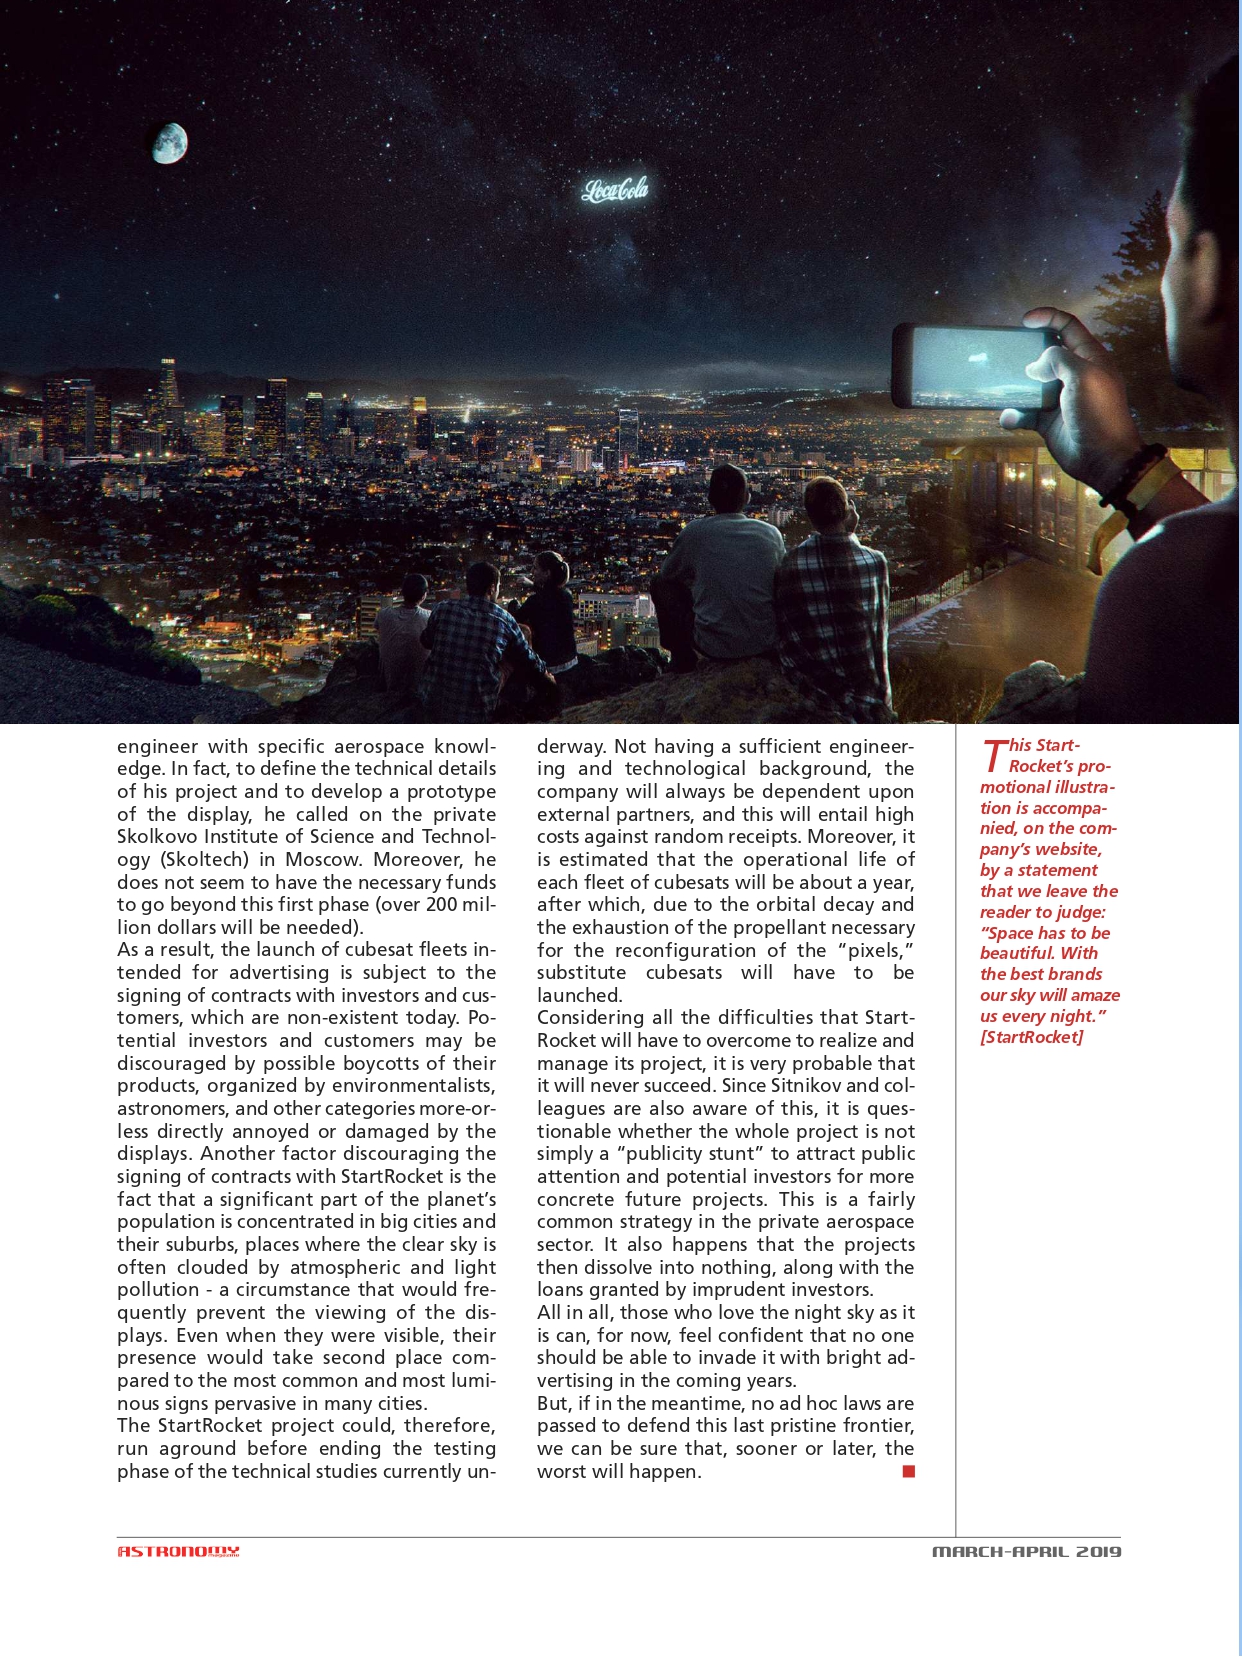 Loca Cola
engineer with specific aerospace knowl-
edge. In fact, to define the technical details
of his project and to develop a prototype
of the display, he called on the private
Skolkovo Institute of Science and Technol-
ogy (Skoltech) in Moscow. Moreover, he
does not seem to have the necessary funds
to go beyond this first phase (over 200 mil-
lion dollars will be needed).
As a result, the launch of cubesat fleets in-
tended for advertising is subject to the
signing of contracts with investors and cus-
tomers, which are non-existent today. Po-
tential investors and customers may be
discouraged by possible boycotts of their
products, organized by environmentalists,
astronomers, and other categories more-or-
less directly annoyed or damaged by the
displays. Another factor discouraging the
signing of contracts with StartRocket is the
fact that a significant part of the planet's
population is concentrated in big cities and
their suburbs, places where the clear sky is
often clouded by atmospheric and light
pollution - a circumstance that would fre-
quently prevent the viewing of the dis-
plays. Even when they were visible, their
presence would take second place com-
pared to the most common and most lumi-
nous signs pervasive in many cities.
The StartRocket project could, therefore,
run aground before ending the testing
phase of the technical studies currently un-
derway. Not having a sufficient engineer-
ing and technological background, the
company will always be dependent upon
external partners, and this will entail high
costs against random receipts. Moreover, it
is estimated that the operational life of
each fleet of cubesats will be about a year,
after which, due to the orbital decay and
the exhaustion of the propellant necessary
for the reconfiguration of the “pixels,”
substitute cubesats will have to be
launched.
Considering all the difficulties that Start-
Rocket will have to overcome to realize and
manage its project, it is very probable that
it will never succeed. Since Sitnikov and col-
leagues are also aware of this, it is ques-
tionable whether the whole project is not
simply a “publicity stunt” to attract public
attention and potential investors for more
concrete future projects. This is a fairly
common strategy in the private aerospace
sector. It also happens that the projects
then dissolve into nothing, along with the
loans granted by imprudent investors.
All in all, those who love the night sky as it
is can, for now, feel confident that no one
should be able to invade it with bright ad-
vertising in the coming years.
But, if in the meantime, no ad hoc laws are
passed to defend this last pristine frontier,
we can be sure that, sooner or later, the
worst will happen.
This Start-
Rocket's pro-
motional illustra-
tion is accompa-
nied, on the com-
pany's website,
by a statement
that we leave the
reader to judge:
“Space has to be
beautiful. With
the best brands
our sky will amaze
us every night.”
[StartRocket]
ASTRONOMY
magazine
MARCH-APRIL 2019